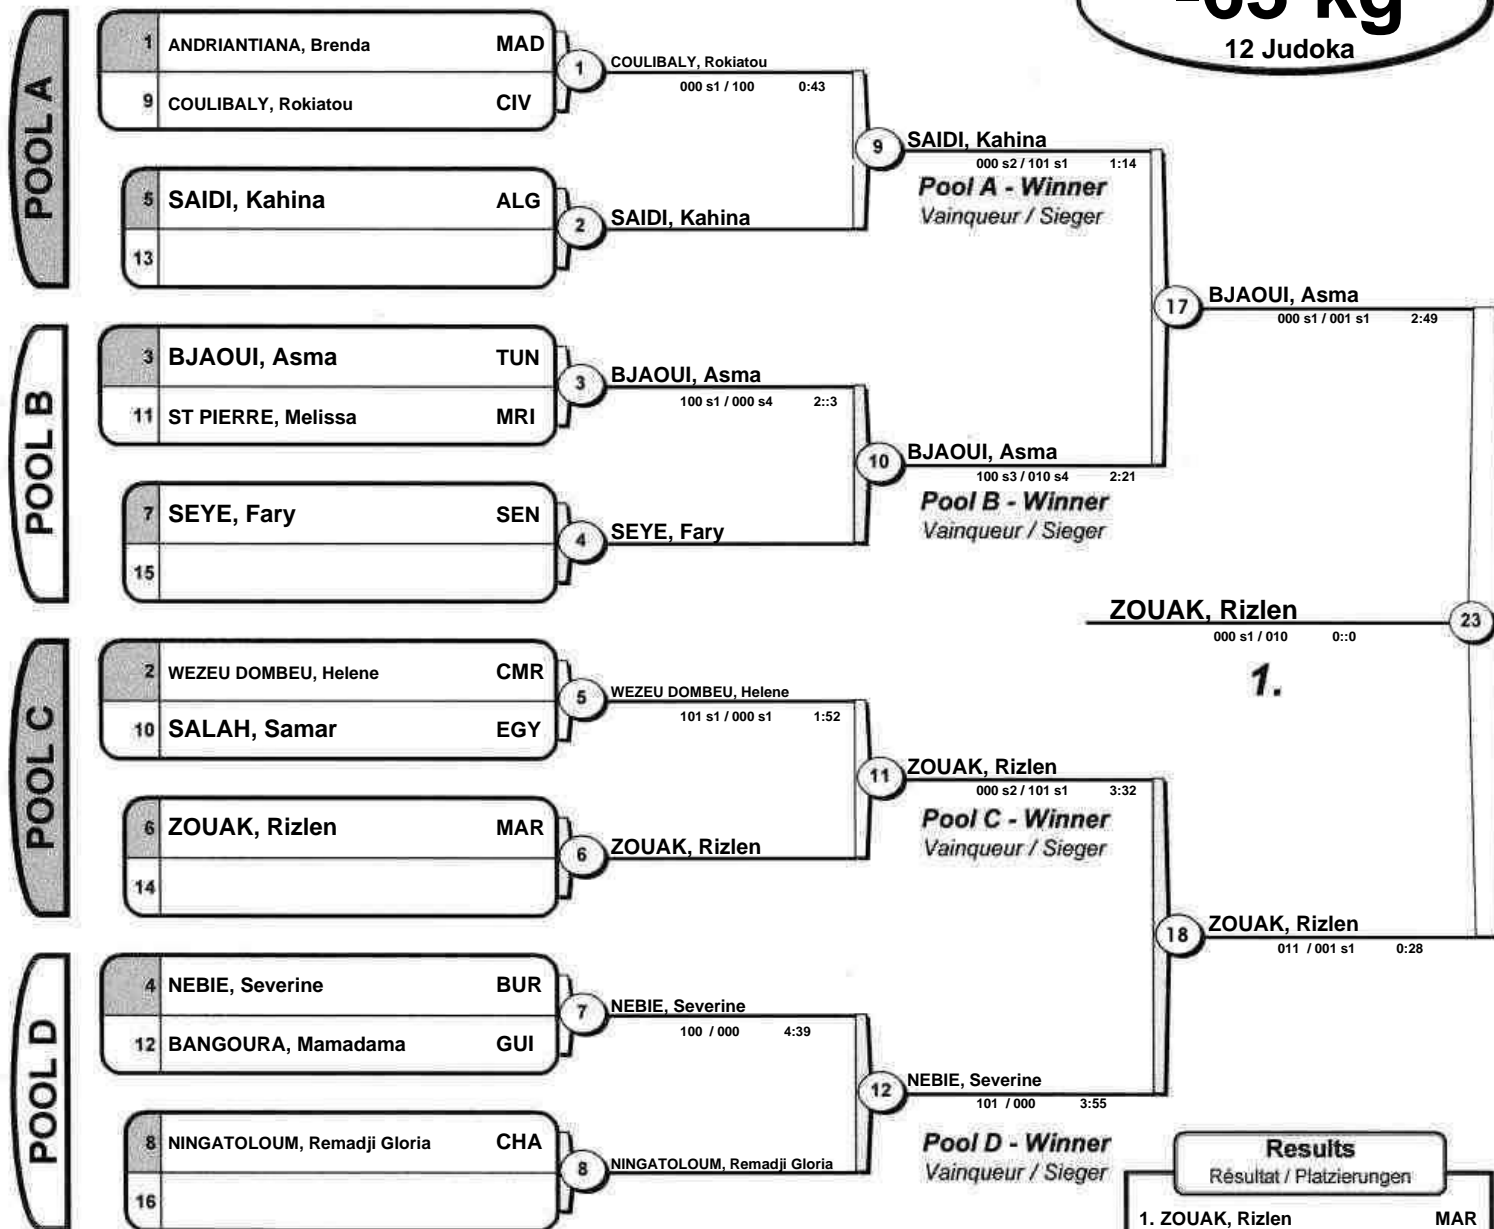 -63 kg
12 Judoka
POOL A
1 ANDRIANTIANA, Brenda MAD
9 COULIBALY, Rokiatou CIV
1
COULIBALY, Rokiatou
000 s1 / 100 0:43
5 SAIDI, Kahina ALG
13
2
SAIDI, Kahina
9
SAIDI, Kahina
000 s2 / 101 s1 1:14
Pool A - Winner
Vainqueur / Sieger
POOL B
3 BJAOUI, Asma TUN
11 ST PIERRE, Melissa MRI
3
BJAOUI, Asma
100 s1 / 000 s4 2::3
7 SEYE, Fary SEN
15
4
SEYE, Fary
10
BJAOUI, Asma
100 s3 / 010 s4 2:21
Pool B - Winner
Vainqueur / Sieger
17
BJAOUI, Asma
000 s1 / 001 s1 2:49
POOL C
2 WEZEU DOMBEU, Helene CMR
10 SALAH, Samar EGY
5
WEZEU DOMBEU, Helene
101 s1 / 000 s1 1:52
6 ZOUAK, Rizlen MAR
14
6
ZOUAK, Rizlen
11
ZOUAK, Rizlen
000 s2 / 101 s1 3:32
Pool C - Winner
Vainqueur / Sieger
POOL D
4 NEBIE, Severine BUR
12 BANGOURA, Mamadama GUI
7
NEBIE, Severine
100 / 000 4:39
8 NINGATOLOUM, Remadji Gloria CHA
16
8
NINGATOLOUM, Remadji Gloria
12
NEBIE, Severine
101 / 000 3:55
Pool D - Winner
Vainqueur / Sieger
18
ZOUAK, Rizlen
011 / 001 s1 0:28
23
ZOUAK, Rizlen
000 s1 / 010 0::0
1.
Results
Résultat / Platzierungen
1. ZOUAK, Rizlen MAR